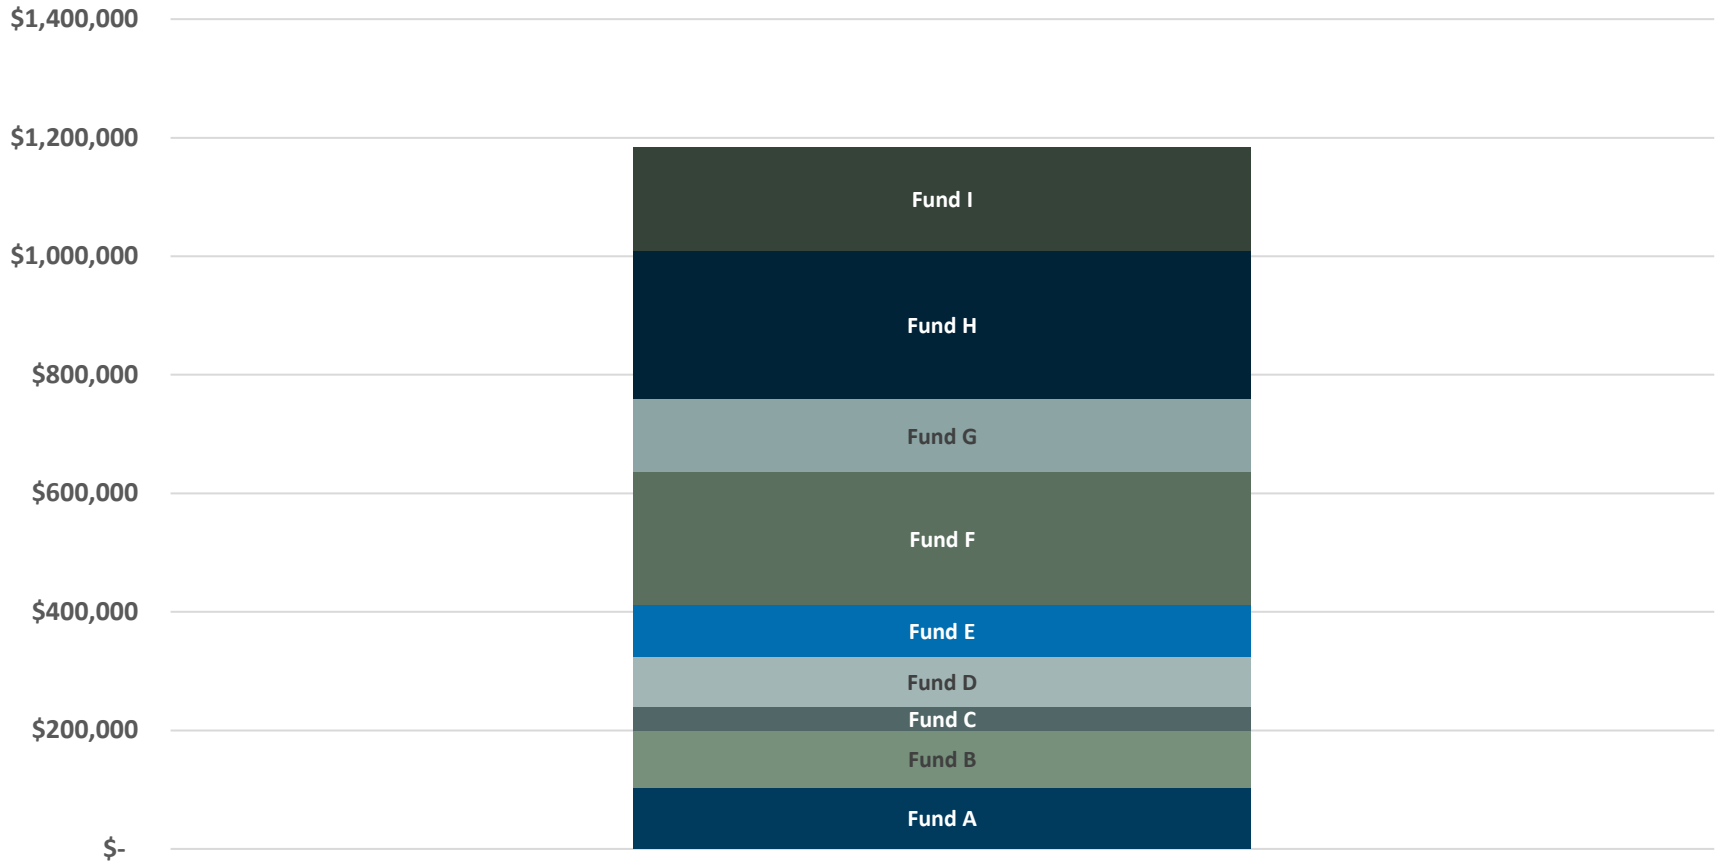 $1,400,000
$1,200,000
Fund I
$1,000,000
Fund H
$800,000
Fund G
$600,000
Fund F
$400,000
Fund E
Fund D
Fund C
$200,000
Fund B
Fund A
$-